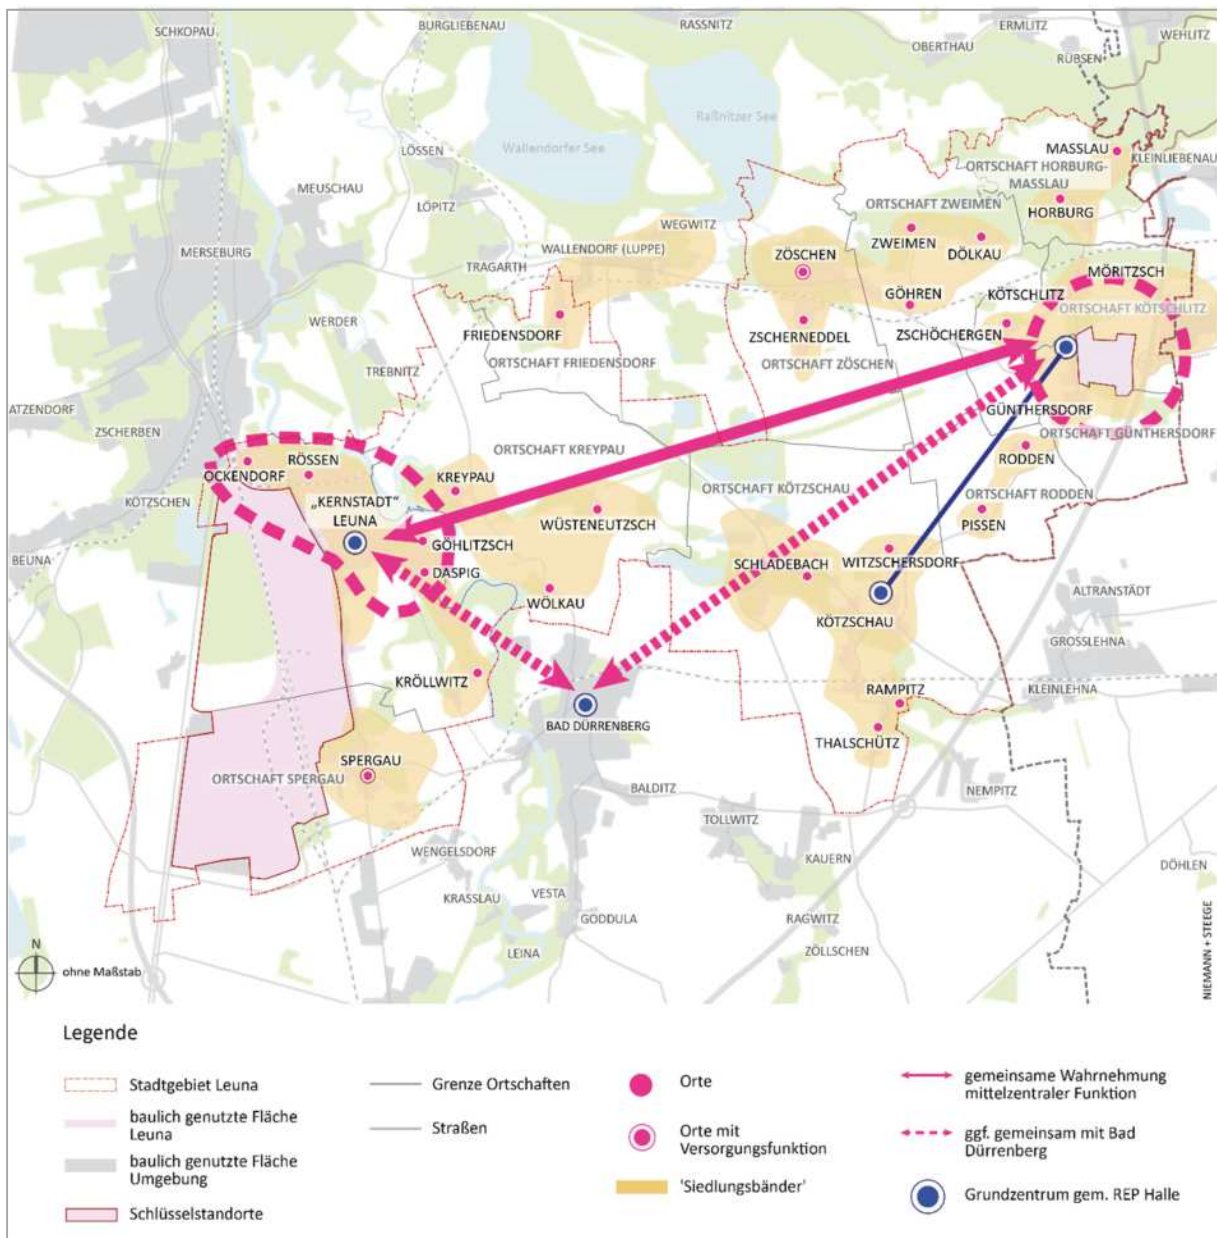 SCHKOPAU
BURGLIEBENAU
RASSNITZ
ERMLITZ
WEHLITZ
OBERTHAU
RÜBSEN
Raßnitzer See
Wallendorfer See
LÖSSEN
MASSLAU
KLEINLIEBENAU
ORTSCHAFT HORBURG-
MASSLAU
MEUSCHAU
LÖPITZ
ORTSCHAFT ZWEIMEN
HORBURG
WEGWITZ
MERSEBURG
WALLENDORF (LUPPE)
ZWEIMEN
DÖLKAU
TRAGARTH
ZÖSCHEN
MÖRITZSCH
KÖTSCHLITZ
GÖHREN
ORTSCHAFT KÖTSCHLITZ
WERDER
FRIEDENSDORF
ZSCHERNEDDEL
ZSCHÖCHERGEN
ORTSCHAFT FRIEDENSDORF
ORTSCHAFT ZÖSCHEN
TREBNITZ
ATZENDORF
GÜNTHERSDORF
ZSCHERBEN
ORTSCHAFT GÜNTHERSDORF
ORTSCHAFT KREYPAU
RÖSSEN
OCKENDORF
RODDEN
KREYPAU
ORTSCHAFT KÖTZSCHAU
ORTSCHAFT RODDEN
KÖTZSCHEN
„KERNSTADT“
LEUNA
WÜSTENEUTZSCH
PISSEN
GÖHLITZSCH
BEUNA
DASPIG
SCHLADEBACH
WITZSCHERSDORF
WÖLKAU
ALTRANSTÄDT
KÖTZSCHAU
GROSSLEHNA
KRÖLLWITZ
RAMPITZ
KLEINLEHNA
BAD DÜRRENBERG
THALSCHÜTZ
SPERGAU
ORTSCHAFT SPERGAU
BALDITZ
NEMPITZ
TOLLWITZ
WENGELSDORF
KAUERN
DÖHLEN
KRASSLAU
VESTA
GODDULA
RAGWITZ
ZÖLLSCHEN
LEINA
N
ohne Maßstab
NIEMANN + STEEGE
Legende
Stadtgebiet Leuna
baulich genutzte Fläche
Leuna
baulich genutzte Fläche
Umgebung
Schlüsselstandorte
Grenze Ortschaften
Straßen
Orte
Orte mit
Versorgungsfunktion
'Siedlungsbänder'
gemeinsame Wahrnehmung
mittelzentraler Funktion
ggf. gemeinsam mit Bad
Dürrenberg
Grundzentrum gem. REP Halle